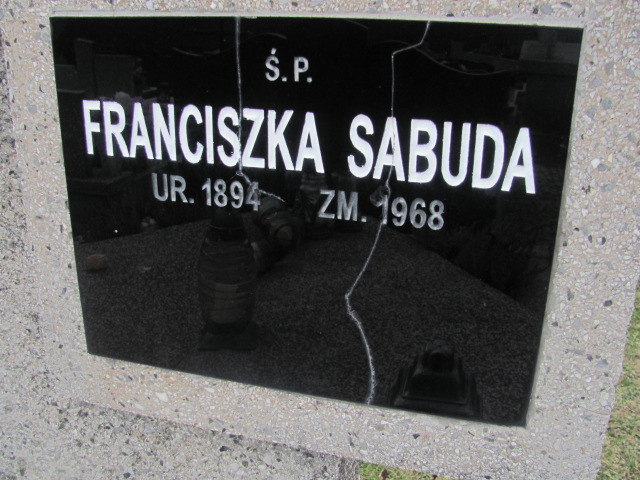 Ś. P.
FRANCISZKA SABUDA
UR. 1894 ZM. 1968